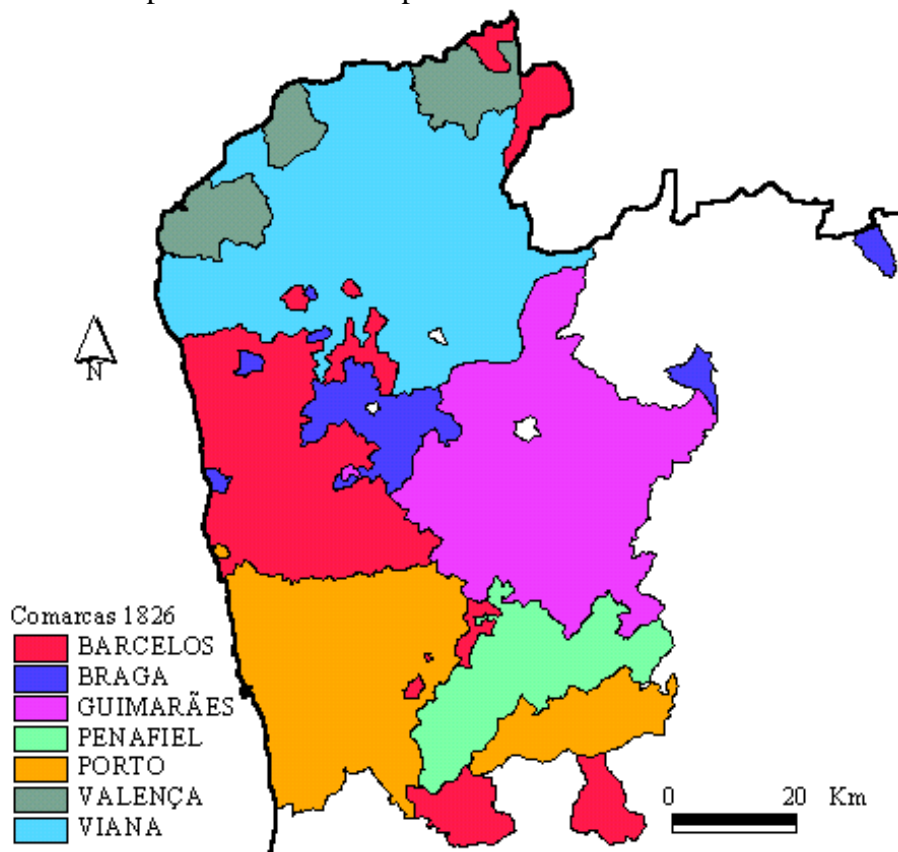 N
Comarcas 1826
BARCELOS
BRAGA
GUIMARÃES
PENAFIEL
PORTO
VALENÇA
VIANA
0 20 Km